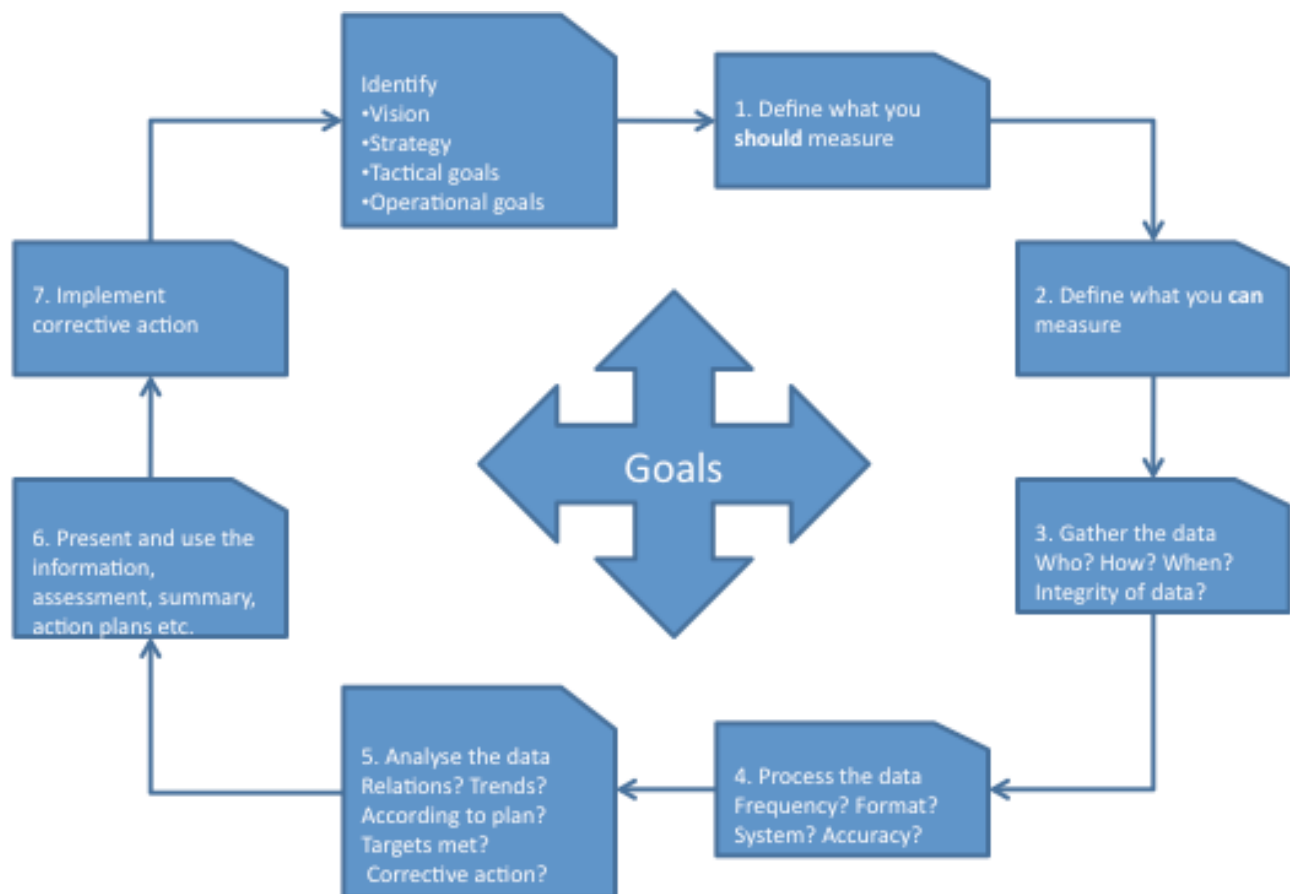 Identify
•Vision
•Strategy
•Tactical goals
•Operational goals
1. Define what you
should measure
2. Define what you can
measure
3. Gather the data
Who? How? When?
Integrity of data?
4. Process the data
Frequency? Format?
System? Accuracy?
5. Analyse the data
Relations? Trends?
According to plan?
Targets met?
Corrective action?
6. Present and use the
information,
assessment, summary,
action plans etc.
7. Implement
corrective action
Goals